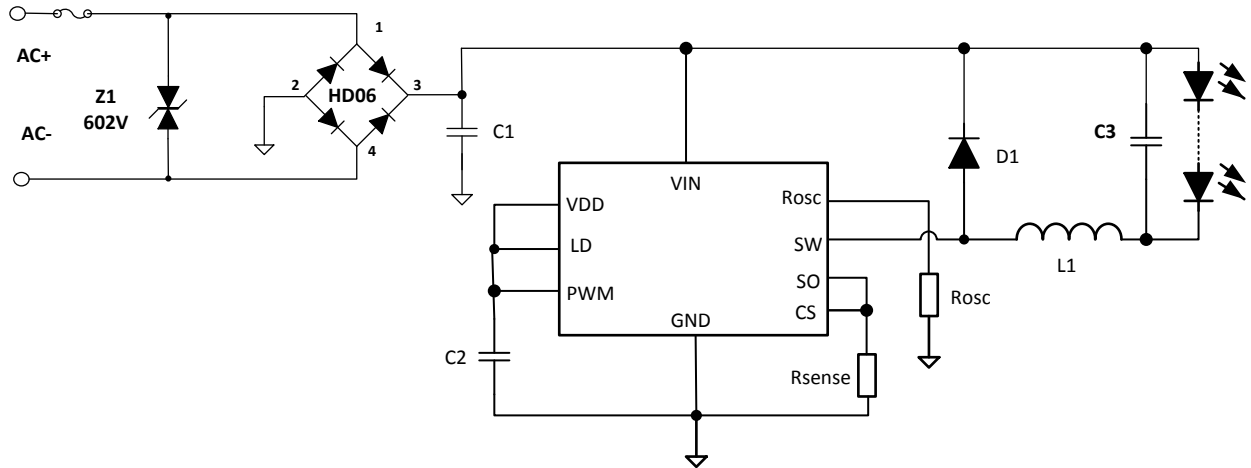 AC+
AC-
Z1
602V
1
2
HD06
3
4
C1
VIN
VDD
LD
PWM
GND
Rosc
SW
SO
CS
C2
Rsense
Rosc
D1
L1
C3